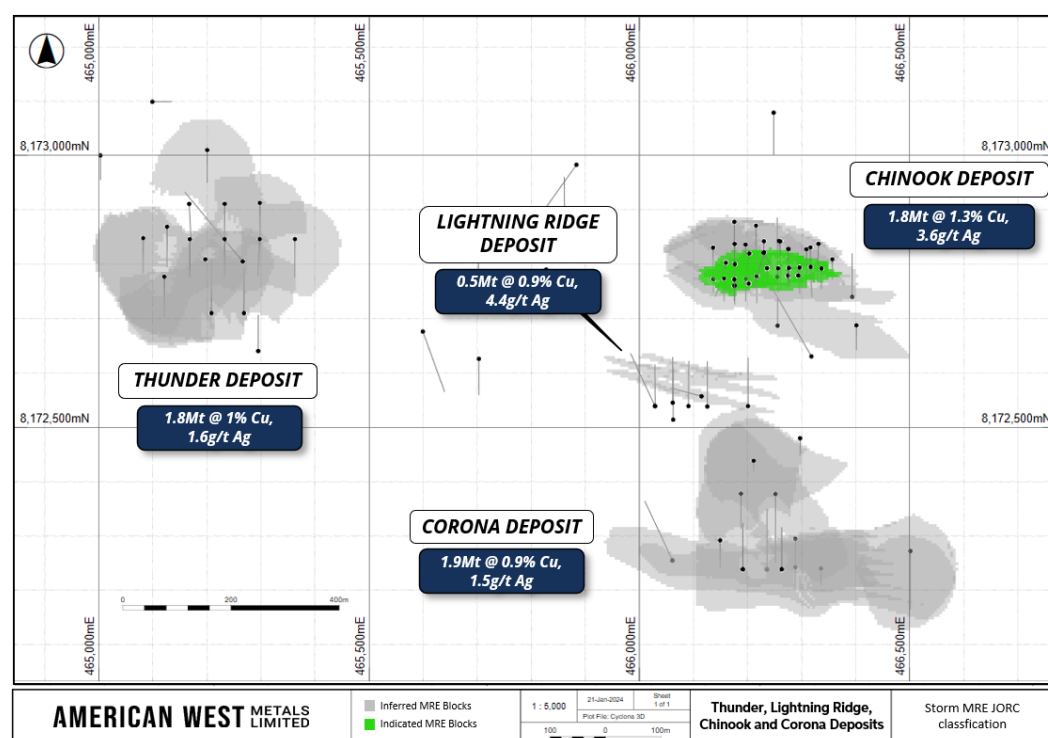 465,000mE
465,500mE
466,000mE
466,500mE
8,173,000mN
CHINOOK DEPOSIT
1.8Mt @ 1.3% Cu,
3.6g/t Ag
LIGHTNING RIDGE
DEPOSIT
0.5Mt @ 0.9% Cu,
4.4g/t Ag
THUNDER DEPOSIT
1.8Mt @ 1% Cu,
1.6g/t Ag
8,172,500mN
8,172,500mN
CORONA DEPOSIT
1.9Mt @ 0.9% Cu,
1.5g/t Ag
0 200 400m
465,000mE
465,500mE
466,000mE
466,500mE
AMERICAN WEST METALS
LIMITED
Inferred MRE Blocks
Indicated MRE Blocks
1 : 5,000
21-Jan-2024
Sheet
1 of 1
Plot File: Cyclone 3D
100 0 100m
Thunder, Lightning Ridge,
Chinook and Corona Deposits
Storm MRE JORC
classfication